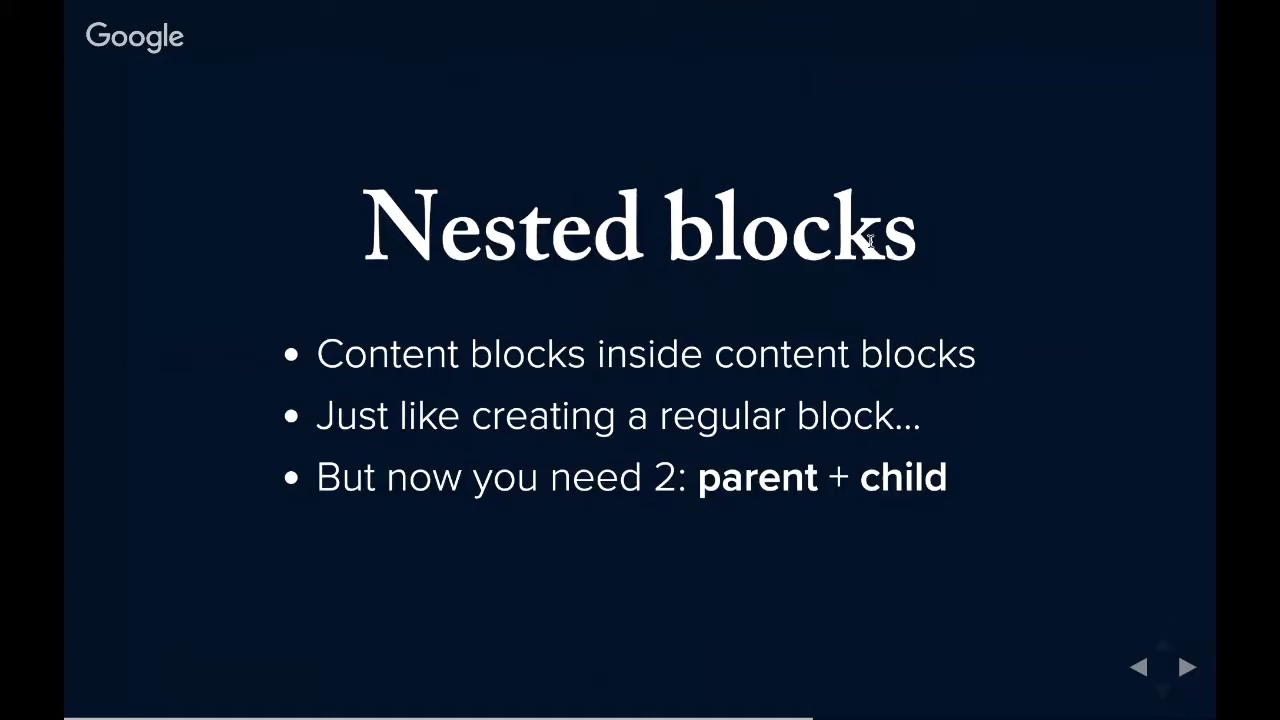 Google
Nested blocks
• Content blocks inside content blocks
• Just like creating a regular block...
• But now you need 2: parent + child